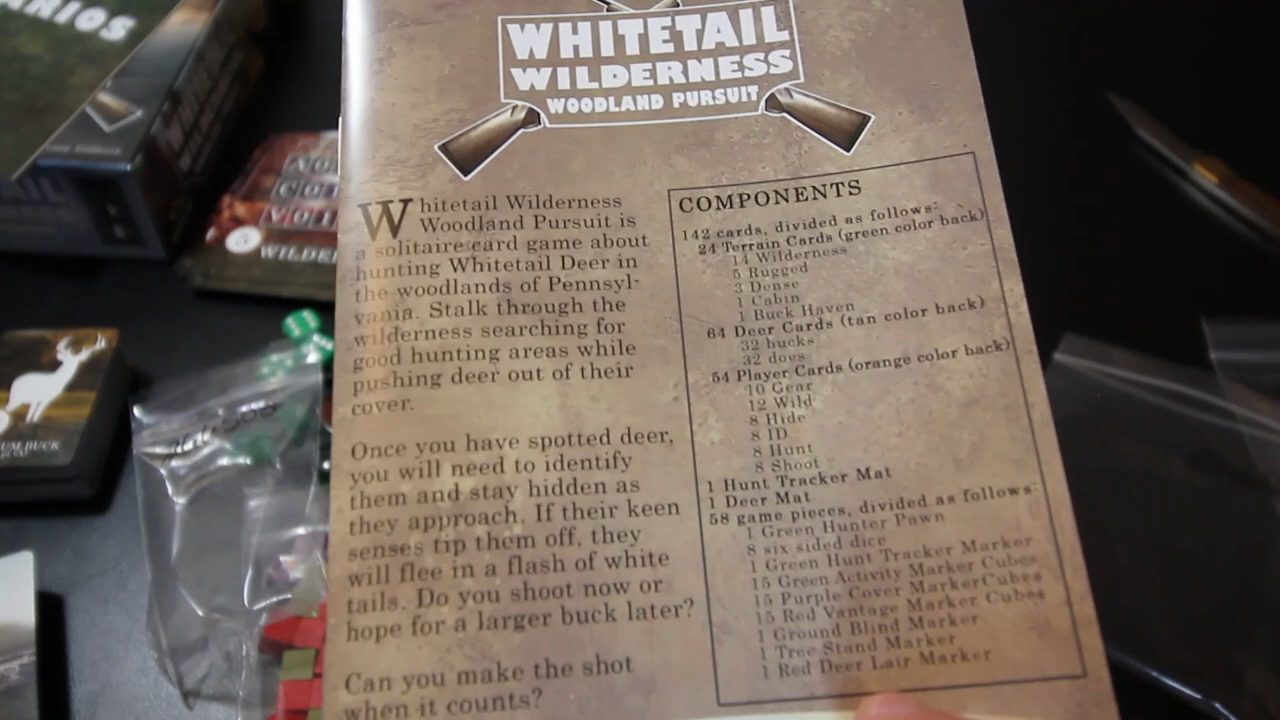 WHITETAIL
WILDERNESS
WOODLAND PURSUIT
Whitetail Wilderness
Woodland Pursuit is
a solitaire card game about
hunting Whitetail Deer in
the woodlands of Pennsyl-
vania. Stalk through the
wilderness searching for
good hunting areas while
pushing deer out of their
cover.
Once you have spotted deer,
you will need to identify
them and stay hidden as
they approach. If their keen
senses tip them off, they
will flee in a flash of white
tails. Do you shoot now or
hope for a larger buck later?
Can you make the shot
when it counts?
COMPONENTS
142 cards, divided as follows:
24 Terrain Cards (green color back)
14 Wilderness
5 Rugged
3 Dense
1 Cabin
1 Buck Haven
64 Deer Cards (tan color back)
32 bucks
32 does
54 Player Cards (orange color back)
10 Gear
12 Wild
8 Hide
8 ID
8 Hunt
8 Shoot
1 Hunt Tracker Mat
1 Deer Mat
58 game pieces, divided as follows:
1 Green Hunter Pawn
8 six sided dice
1 Green Hunt Tracker Marker
15 Green Activity Marker Cubes
15 Purple Cover MarkerCubes
15 Red Vantage Marker Cubes
1 Ground Blind Marker
1 Tree Stand Marker
1 Red Deer Lair Marker
ARIOS
5 WILDER
UM BUCK